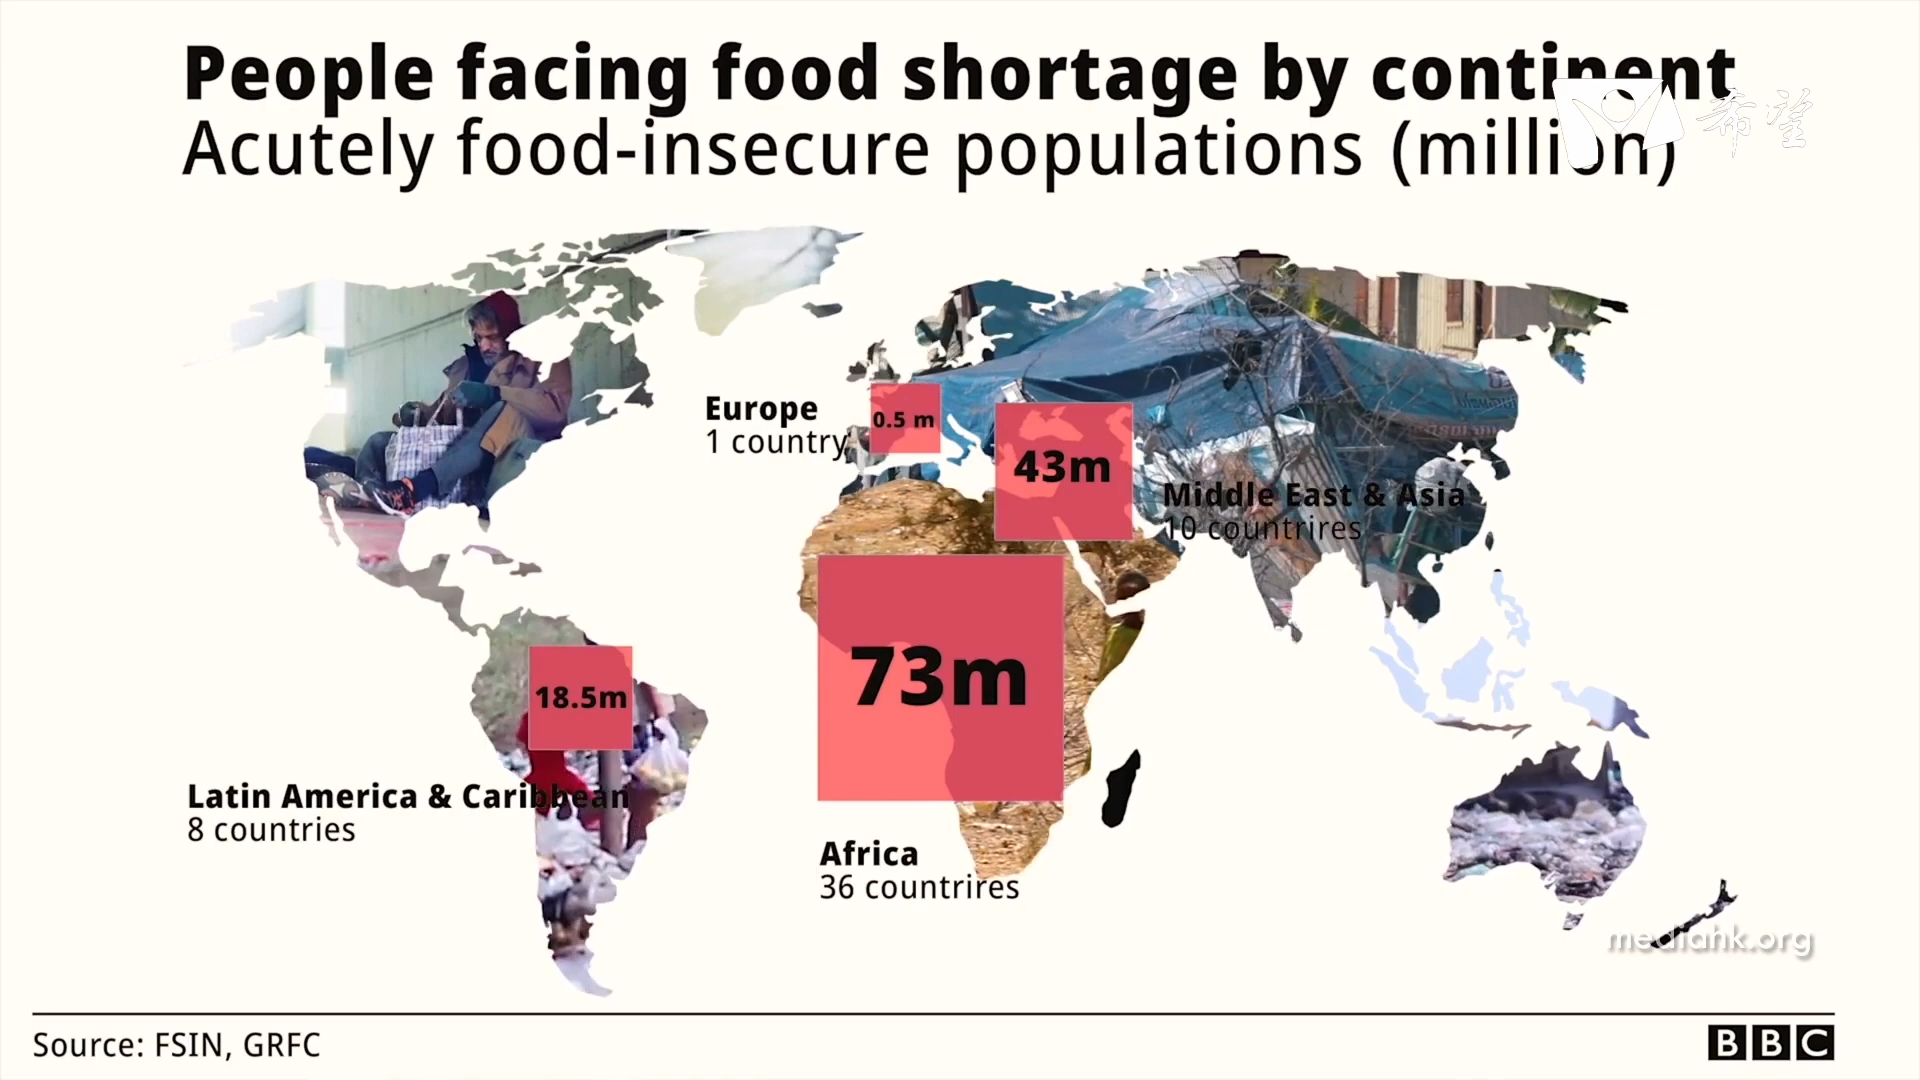 People facing food shortage by continent
Acutely food-insecure populations (million)
希望
Europe
1 country
0.5 m
43m
Middle East & Asia
10 countrires
73m
18.5m
Latin America & Caribbean
8 countries
Africa
36 countrires
mediahk.org
Source: FSIN, GRFC
BBC